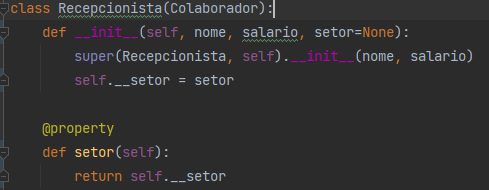 class Recepcionista(Colaborador):
def __init__(self, nome, salario, setor=None):
super(Recepcionista, self).__init__(nome, salario)
self.__setor = setor
@property
def setor(self):
return self.__setor